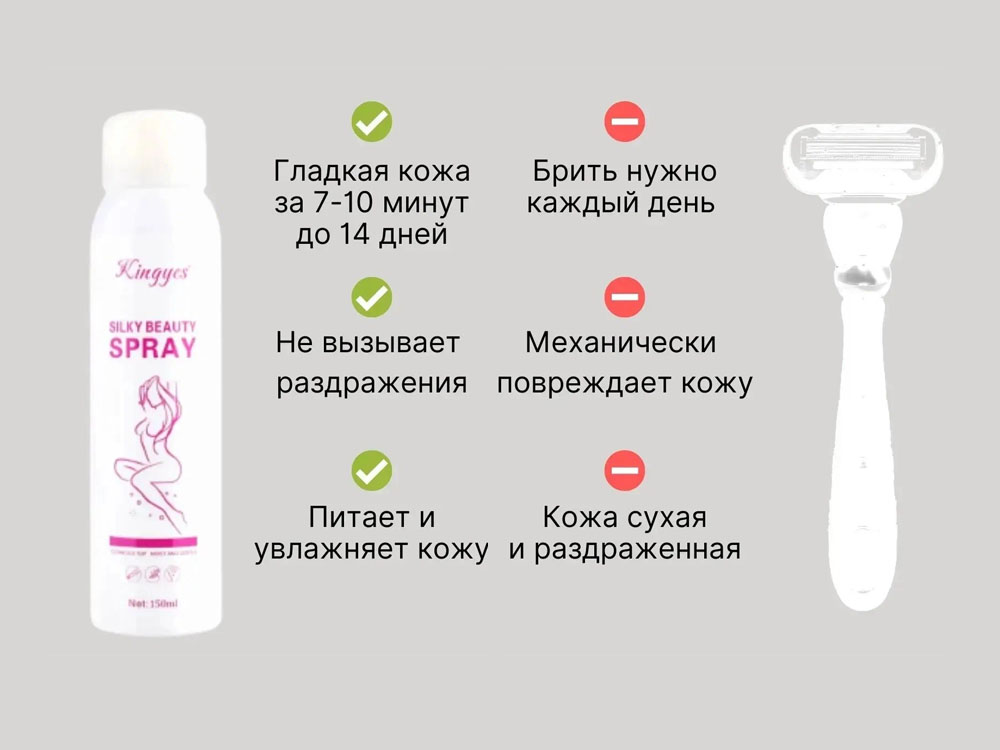 Kingyes
SILKY BEAUTY
SPRAY
Net: 150ml
Гладкая кожа
за 7-10 минут
до 14 дней
Не вызывает
раздражения
Питает и
увлажняет кожу
Брить нужно
каждый день
Механически
повреждает кожу
Кожа сухая
и раздраженная